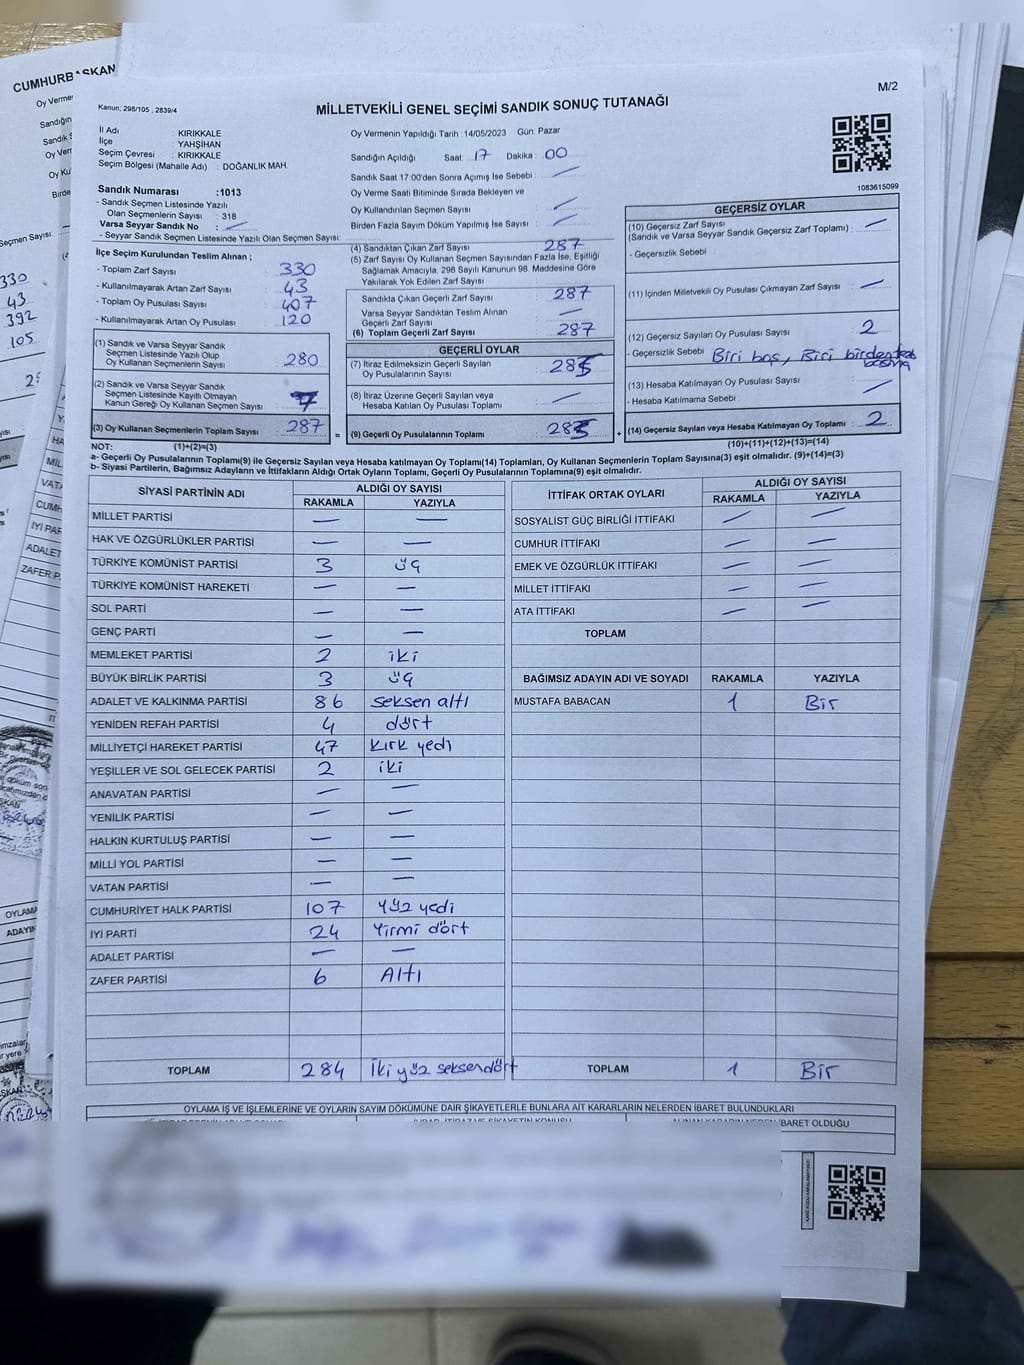 CUMHURBAŞKAN
M/2
Kanun; 298/105 , 2839/4
MİLLETVEKİLİ GENEL SEÇİMİ SANDIK SONUÇ TUTANAĞI
İl Adı : KIRIKKALE
İlçe : YAHŞİHAN
Seçim Çevresi : KIRIKKALE
Seçim Bölgesi (Mahalle Adı) : DOĞANLIK MAH.
Oy Vermenin Yapıldığı Tarih :14/05/2023 Gün: Pazar
Sandığın Açıldığı Saat: 17 Dakika : 00
Sandık Saat 17.00'den Sonra Açımış İse Sebebi : —
Oy Verme Saati Bitiminde Sırada Bekleyen ve
Oy Kullandırılan Seçmen Sayısı —
Birden Fazla Sayım Döküm Yapılmış İse Sayısı —
1083615099
Sandık Numarası :1013
- Sandık Seçmen Listesinde Yazılı
Olan Seçmenlerin Sayısı : 318
Varsa Seyyar Sandık No : —
- Seyyar Sandık Seçmen Listesinde Yazılı Olan Seçmen Sayısı:
İlçe Seçim Kurulundan Teslim Alınan ;
- Toplam Zarf Sayısı : 330
- Kullanılmayarak Artan Zarf Sayısı : 43
- Toplam Oy Pusulası Sayısı : 407
- Kullanılmayarak Artan Oy Pusulası : 120
(1) Sandık ve Varsa Seyyar Sandık
Seçmen Listesinde Yazılı Olup
Oy Kullanan Seçmenlerin Sayısı : 280
(2) Sandık ve Varsa Seyyar Sandık
Seçmen Listesinde Kayıtlı Olmayan
Kanun Gereği Oy Kullanan Seçmen Sayısı : 7
(3) Oy Kullanan Seçmenlerin Toplam Sayısı : 287
(4) Sandıktan Çıkan Zarf Sayısı 287
(5) Zarf Sayısı Oy Kullanan Seçmen Sayısından Fazla İse, Eşitliği
Sağlamak Amacıyla, 298 Sayılı Kanunun 98. Maddesine Göre
Yakılarak Yok Edilen Zarf Sayısı
Sandıkta Çıkan Geçerli Zarf Sayısı : 287
Varsa Seyyar Sandıktan Teslim Alınan
Geçerli Zarf Sayısı : —
(6) Toplam Geçerli Zarf Sayısı : 287
GEÇERLİ OYLAR
(7) İtiraz Edilmeksizin Geçerli Sayılan
Oy Pusulalarının Sayısı : 285
(8) İtiraz Üzerine Geçerli Sayılan veya
Hesaba Katılan Oy Pusulası Toplamı : —
= (9) Geçerli Oy Pusulalarının Toplamı : 285 +
GEÇERSİZ OYLAR
(10) Geçersiz Zarf Sayısı : —
(Sandık ve Varsa Seyyar Sandık Geçersiz Zarf Toplamı)
- Geçersizlik Sebebi
(11) İçinden Milletvekili Oy Pusulası Çıkmayan Zarf Sayısı : —
(12) Geçersiz Sayılan Oy Pusulası Sayısı : 2
- Geçersizlik Sebebi : Biri boş, Biri
(13) Hesaba Katılmayan Oy Pusulası Sayısı : —
- Hesaba Katılmama Sebebi :
(14) Geçersiz Sayılan veya Hesaba Katılmayan Oy Toplamı : 2
NOT: (1)+(2)=(3) (10)+(11)+(12)+(13)=(14)
a- Geçerli Oy Pusulalarının Toplamı(9) ile Geçersiz Sayılan veya Hesaba katılmayan Oy Toplamı(14) Toplamları, Oy Kullanan Seçmenlerin Toplam Sayısına(3) eşit olmalıdır. (9)+(14)=(3)
b- Siyasi Partilerin, Bağımsız Adayların ve İttifakların Aldığı Oyların Toplamı, Geçerli Oy Pusulalarının Toplamına(9) eşit olmalıdır.
SİYASİ PARTİNİN ADI ALDIĞI OY SAYISI
RAKAMLA YAZIYLA
MİLLET PARTİSİ — —
HAK VE ÖZGÜRLÜKLER PARTİSİ — —
TÜRKİYE KOMÜNİST PARTİSİ 3 üç
TÜRKİYE KOMÜNİST HAREKETİ — —
SOL PARTİ — —
GENÇ PARTİ — —
MEMLEKET PARTİSİ 2 iki
BÜYÜK BİRLİK PARTİSİ 3 üç
ADALET VE KALKINMA PARTİSİ 86 seksen altı
YENİDEN REFAH PARTİSİ 4 dört
MİLLİYETÇİ HAREKET PARTİSİ 47 kırk yedi
YEŞİLLER VE SOL GELECEK PARTİSİ 2 iki
ANAVATAN PARTİSİ — —
YENİLİK PARTİSİ — —
HALKIN KURTULUŞ PARTİSİ — —
MİLLİ YOL PARTİSİ — —
VATAN PARTİSİ — —
CUMHURİYET HALK PARTİSİ 107 Yüz yedi
İYİ PARTİ 24 Yirmi dört
ADALET PARTİSİ — —
ZAFER PARTİSİ 6 Altı
TOPLAM 284 İki yüz seksendört
İTTİFAK ORTAK OYLARI ALDIĞI OY SAYISI
RAKAMLA YAZIYLA
SOSYALİST GÜÇ BİRLİĞİ İTTİFAKI — —
CUMHUR İTTİFAKI — —
EMEK VE ÖZGÜRLÜK İTTİFAKI — —
MİLLET İTTİFAKI — —
ATA İTTİFAKI — —
TOPLAM
BAĞIMSIZ ADAYIN ADI VE SOYADI RAKAMLA YAZIYLA
MUSTAFA BABACAN 1 Bir
TOPLAM 1 Bir
OYLAMA İŞ VE İŞLEMLERİNE VE OYLARIN SAYIM DÖKÜMÜNE DAİR ŞİKAYETLERLE BUNLARA AİT KARARLARIN NELERDEN İBARET BULUNDUKLARI
İBARET OLDUĞU